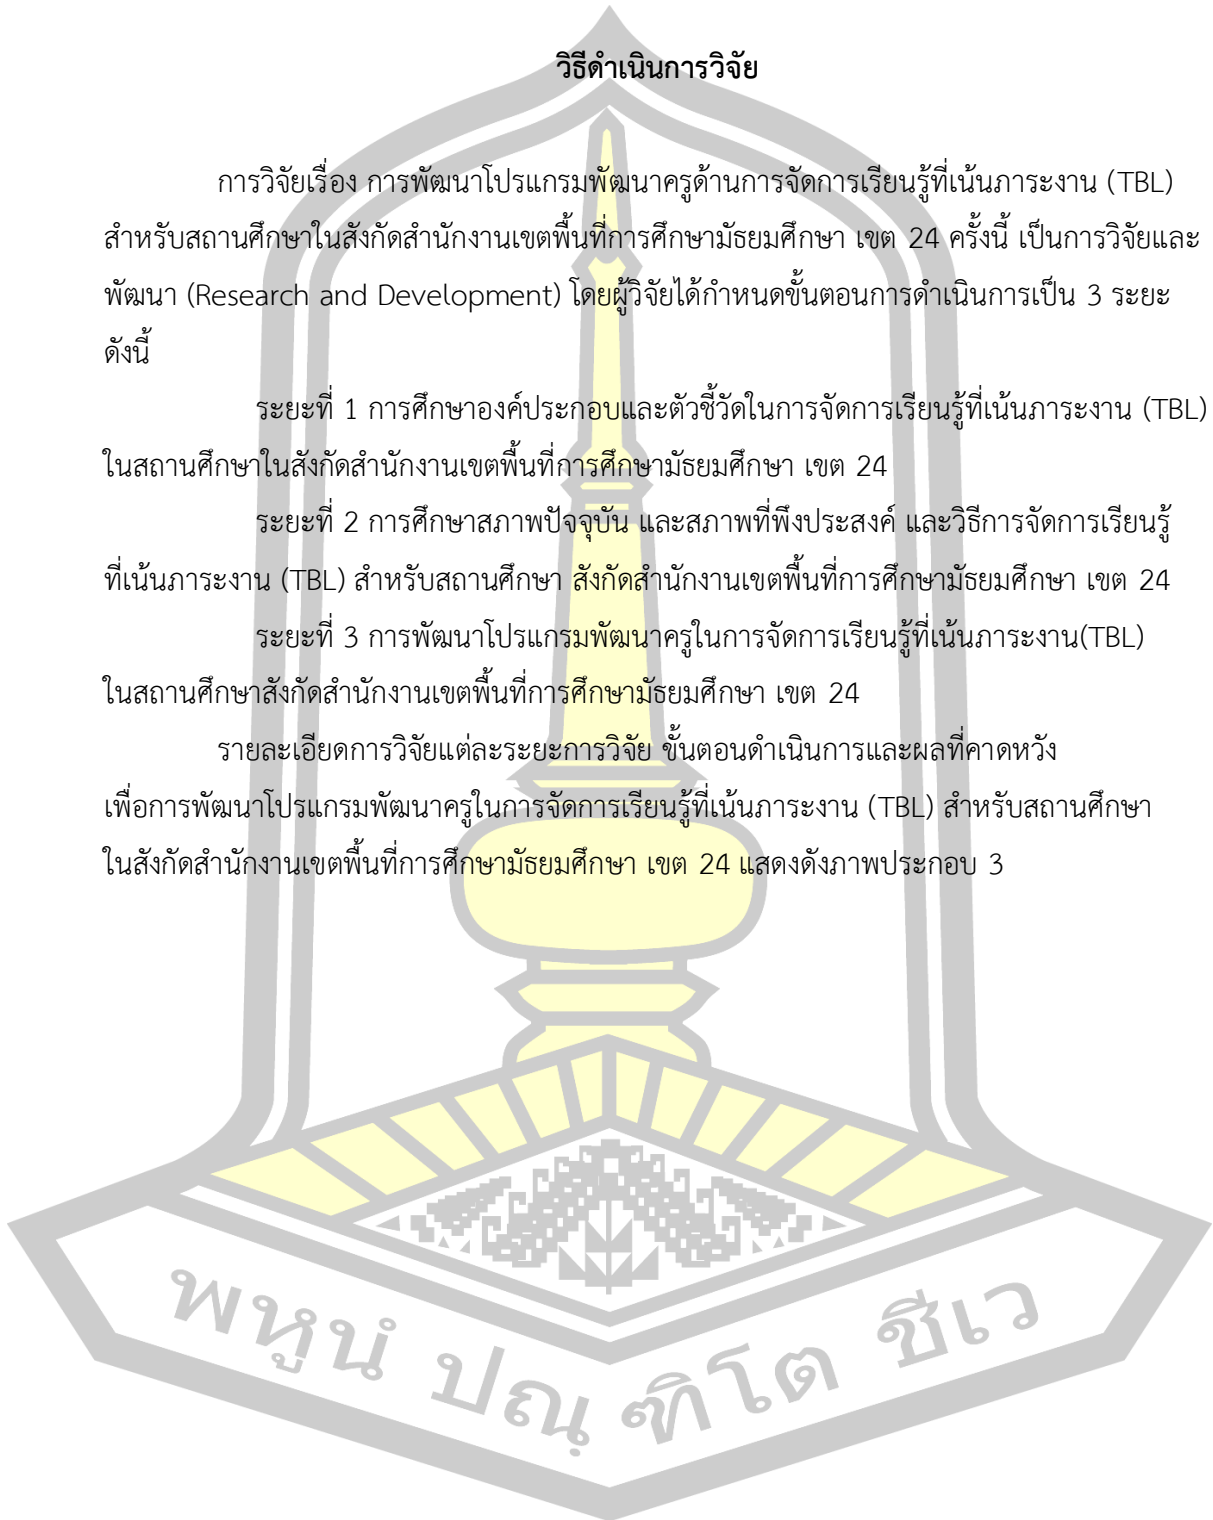 วิธีดำเนินการวิจัย
การวิจัยเรื่อง การพัฒนาโปรแกรมพัฒนาครูด้านการจัดการเรียนรู้ที่เน้นภาระงาน (TBL)
สำหรับสถานศึกษาในสังกัดสำนักงานเขตพื้นที่การศึกษามัธยมศึกษา เขต 24 ครั้งนี้ เป็นการวิจัยและ
พัฒนา (Research and Development) โดยผู้วิจัยได้กำหนดขั้นตอนการดำเนินการเป็น 3 ระยะ
ดังนี้
ระยะที่ 1 การศึกษาองค์ประกอบและตัวชี้วัดในการจัดการเรียนรู้ที่เน้นภาระงาน (TBL)
ในสถานศึกษาในสังกัดสำนักงานเขตพื้นที่การศึกษามัธยมศึกษา เขต 24
ระยะที่ 2 การศึกษาสภาพปัจจุบัน และสภาพที่พึงประสงค์ และวิธีการจัดการเรียนรู้
ที่เน้นภาระงาน (TBL) สำหรับสถานศึกษา สังกัดสำนักงานเขตพื้นที่การศึกษามัธยมศึกษา เขต 24
ระยะที่ 3 การพัฒนาโปรแกรมพัฒนาครูในการจัดการเรียนรู้ที่เน้นภาระงาน(TBL)
ในสถานศึกษาสังกัดสำนักงานเขตพื้นที่การศึกษามัธยมศึกษา เขต 24
รายละเอียดการวิจัยแต่ละระยะการวิจัย ขั้นตอนดำเนินการและผลที่คาดหวัง
เพื่อการพัฒนาโปรแกรมพัฒนาครูในการจัดการเรียนรู้ที่เน้นภาระงาน (TBL) สำหรับสถานศึกษา
ในสังกัดสำนักงานเขตพื้นที่การศึกษามัธยมศึกษา เขต 24 แสดงดังภาพประกอบ 3
พหูนํ ปณฺฑิโต ชีเว